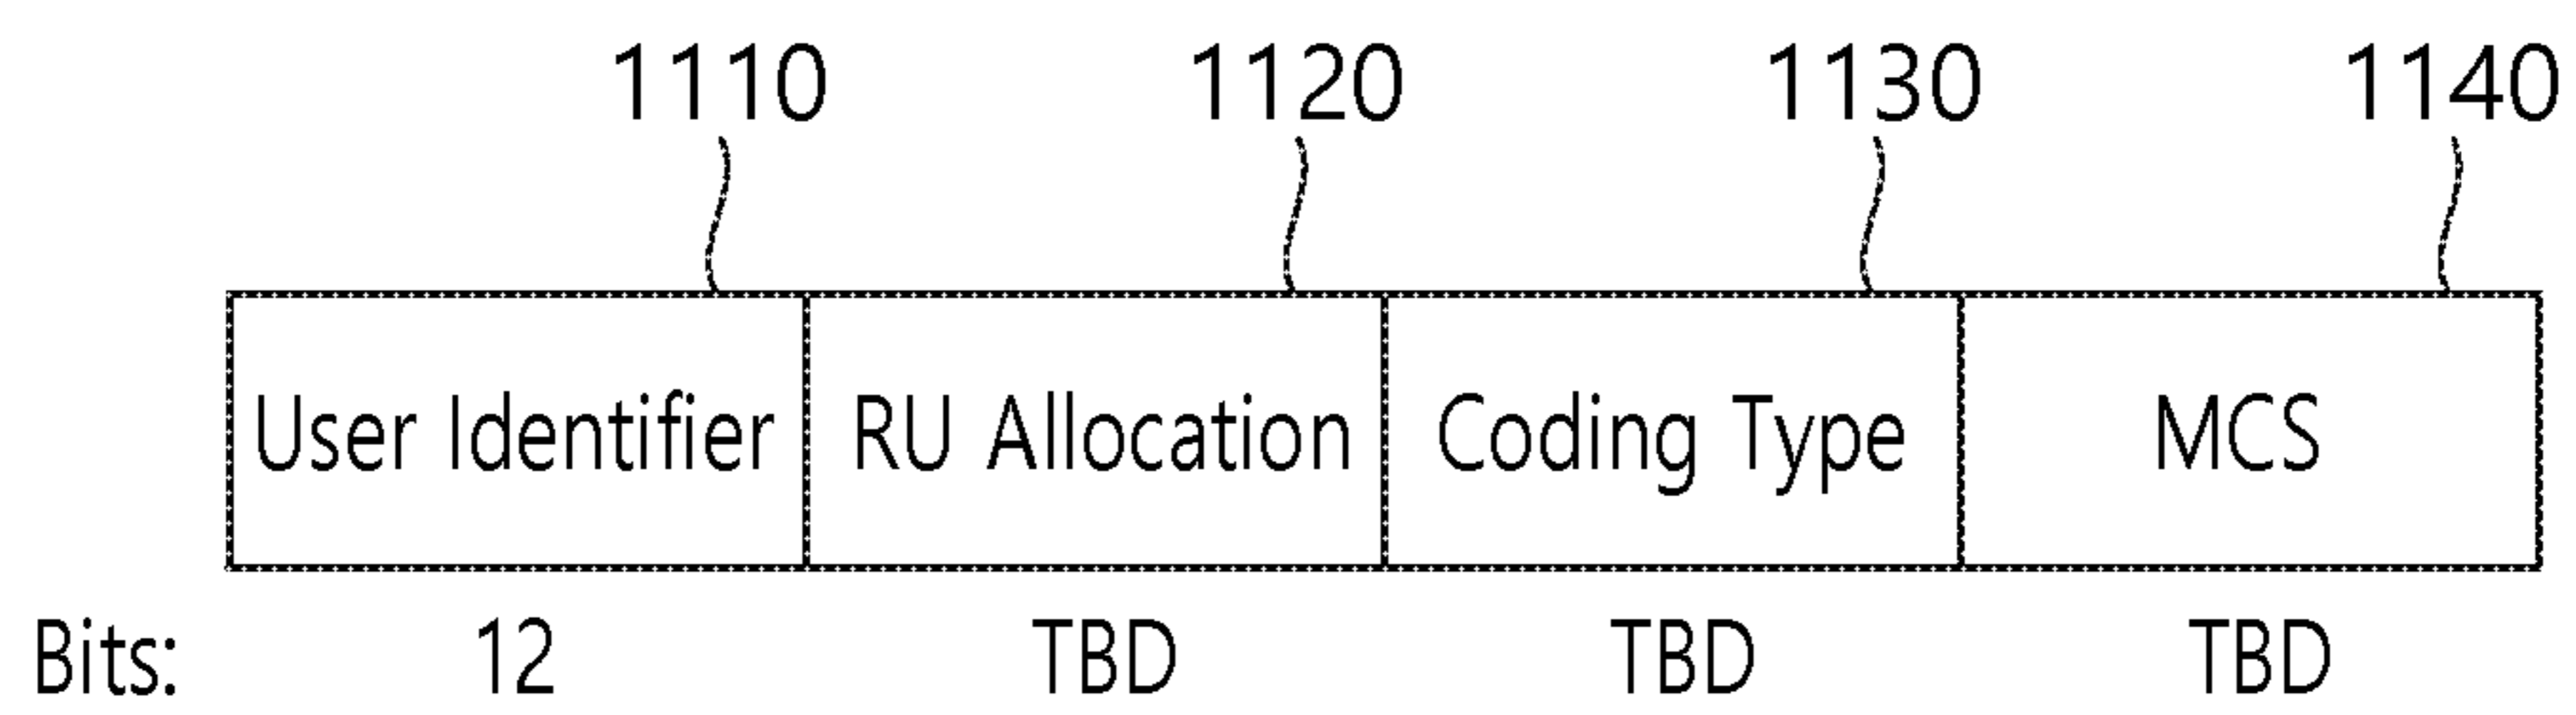 1110 1120 1130 1140
User Identifier RU Allocation Coding Type MCS
Bits: 12 TBD TBD TBD